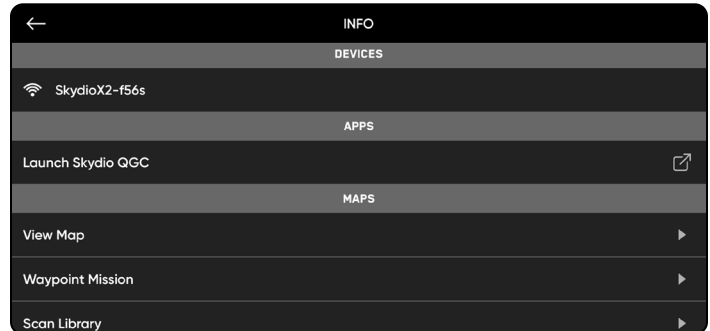 INFO
DEVICES
SkydioX2-f56s
APPS
Launch Skydio QGC
MAPS
View Map
Waypoint Mission
Scan Library